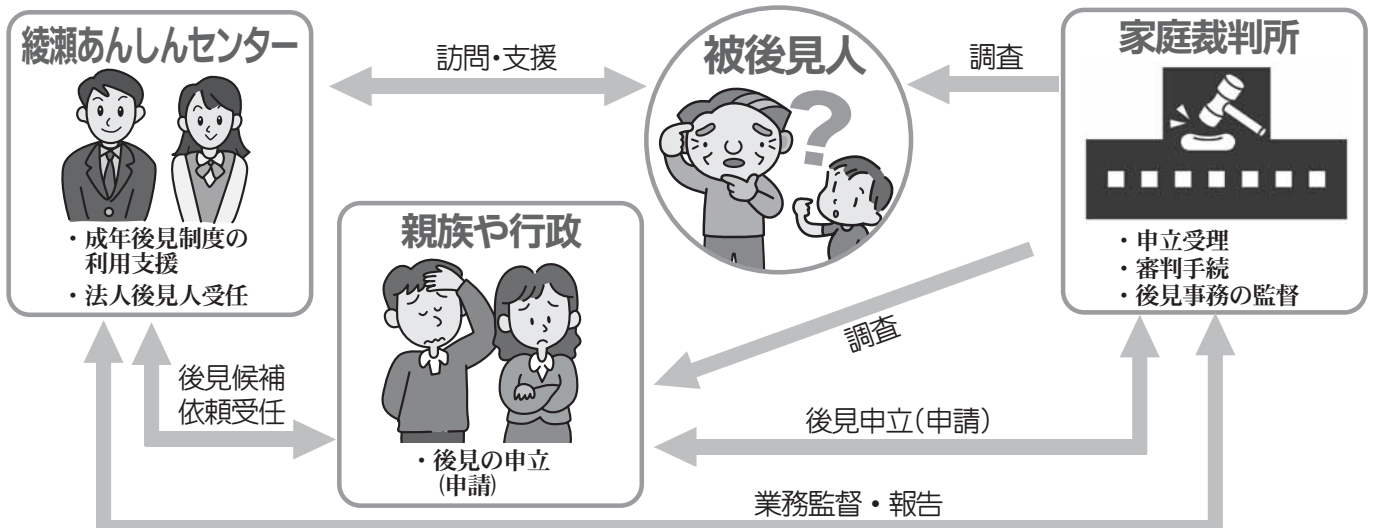 綾瀬あんしんセンター
・成年後見制度の
利用支援
・法人後見人受任
訪問・支援
被後見人
?
調査
家庭裁判所
・申立受理
・審判手続
・後見事務の監督
親族や行政
・後見の申立
(申請)
調査
後見候補
依頼受任
後見申立(申請)
業務監督・報告